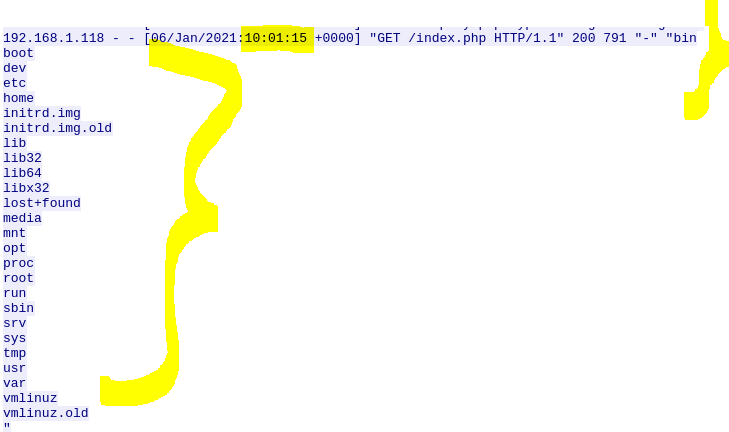 192.168.1.118 - - [06/Jan/2021:10:01:15 +0000] "GET /index.php HTTP/1.1" 200 791 "-" "bin
boot
dev
etc
home
initrd.img
initrd.img.old
lib
lib32
lib64
libx32
lost+found
media
mnt
opt
proc
root
run
sbin
srv
sys
tmp
usr
var
vmlinuz
vmlinuz.old
"